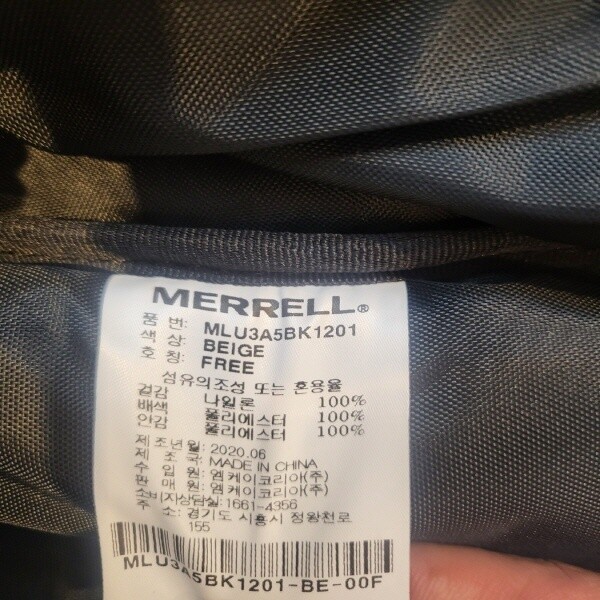 MERRELL®
품 번: MLU3A5BK1201
색 상: BEIGE
호 칭: FREE
섬유의조성 또는 혼용율
겉감 나일론 100%
배색 폴리에스터 100%
안감 폴리에스터 100%
제조년월: 2020.06
제 조 국: MADE IN CHINA
수 입 원: 엠케이코리아(주)
판 매 원: 엠케이코리아(주)
소비자상담실: 1661-4356
주 소: 경기도 시흥시 정왕천로
155
MLU3A5BK1201-BE-00F